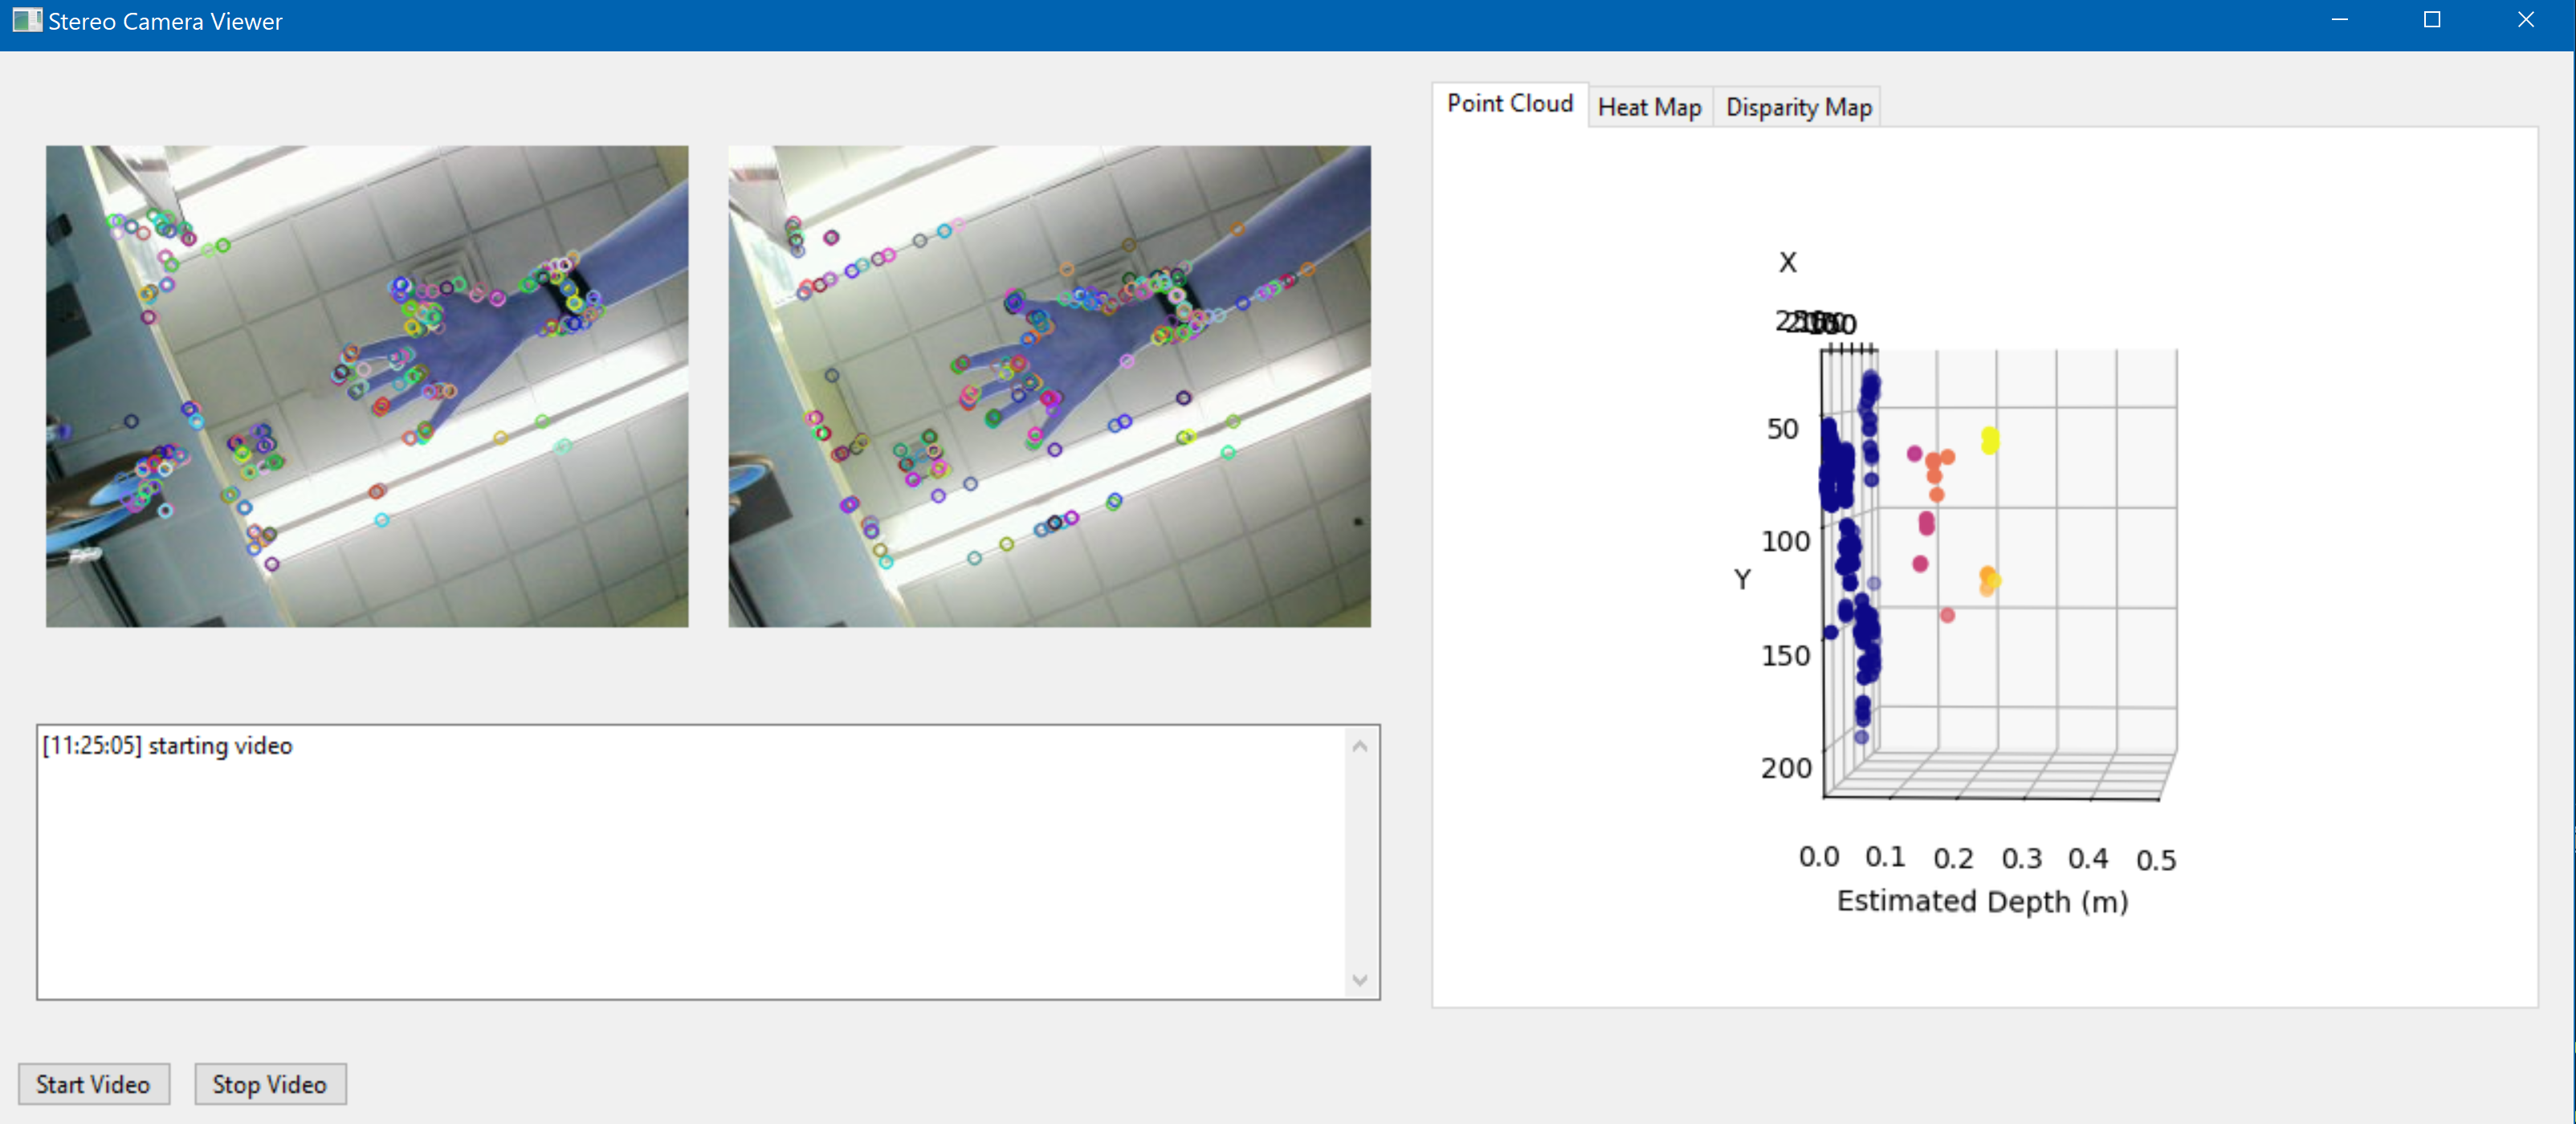 Stereo Camera Viewer
Point Cloud
Heat Map
Disparity Map
X
50
100
Y
150
200
0.0 0.1 0.2 0.3 0.4 0.5
Estimated Depth (m)
[11:25:05] starting video
Start Video
Stop Video